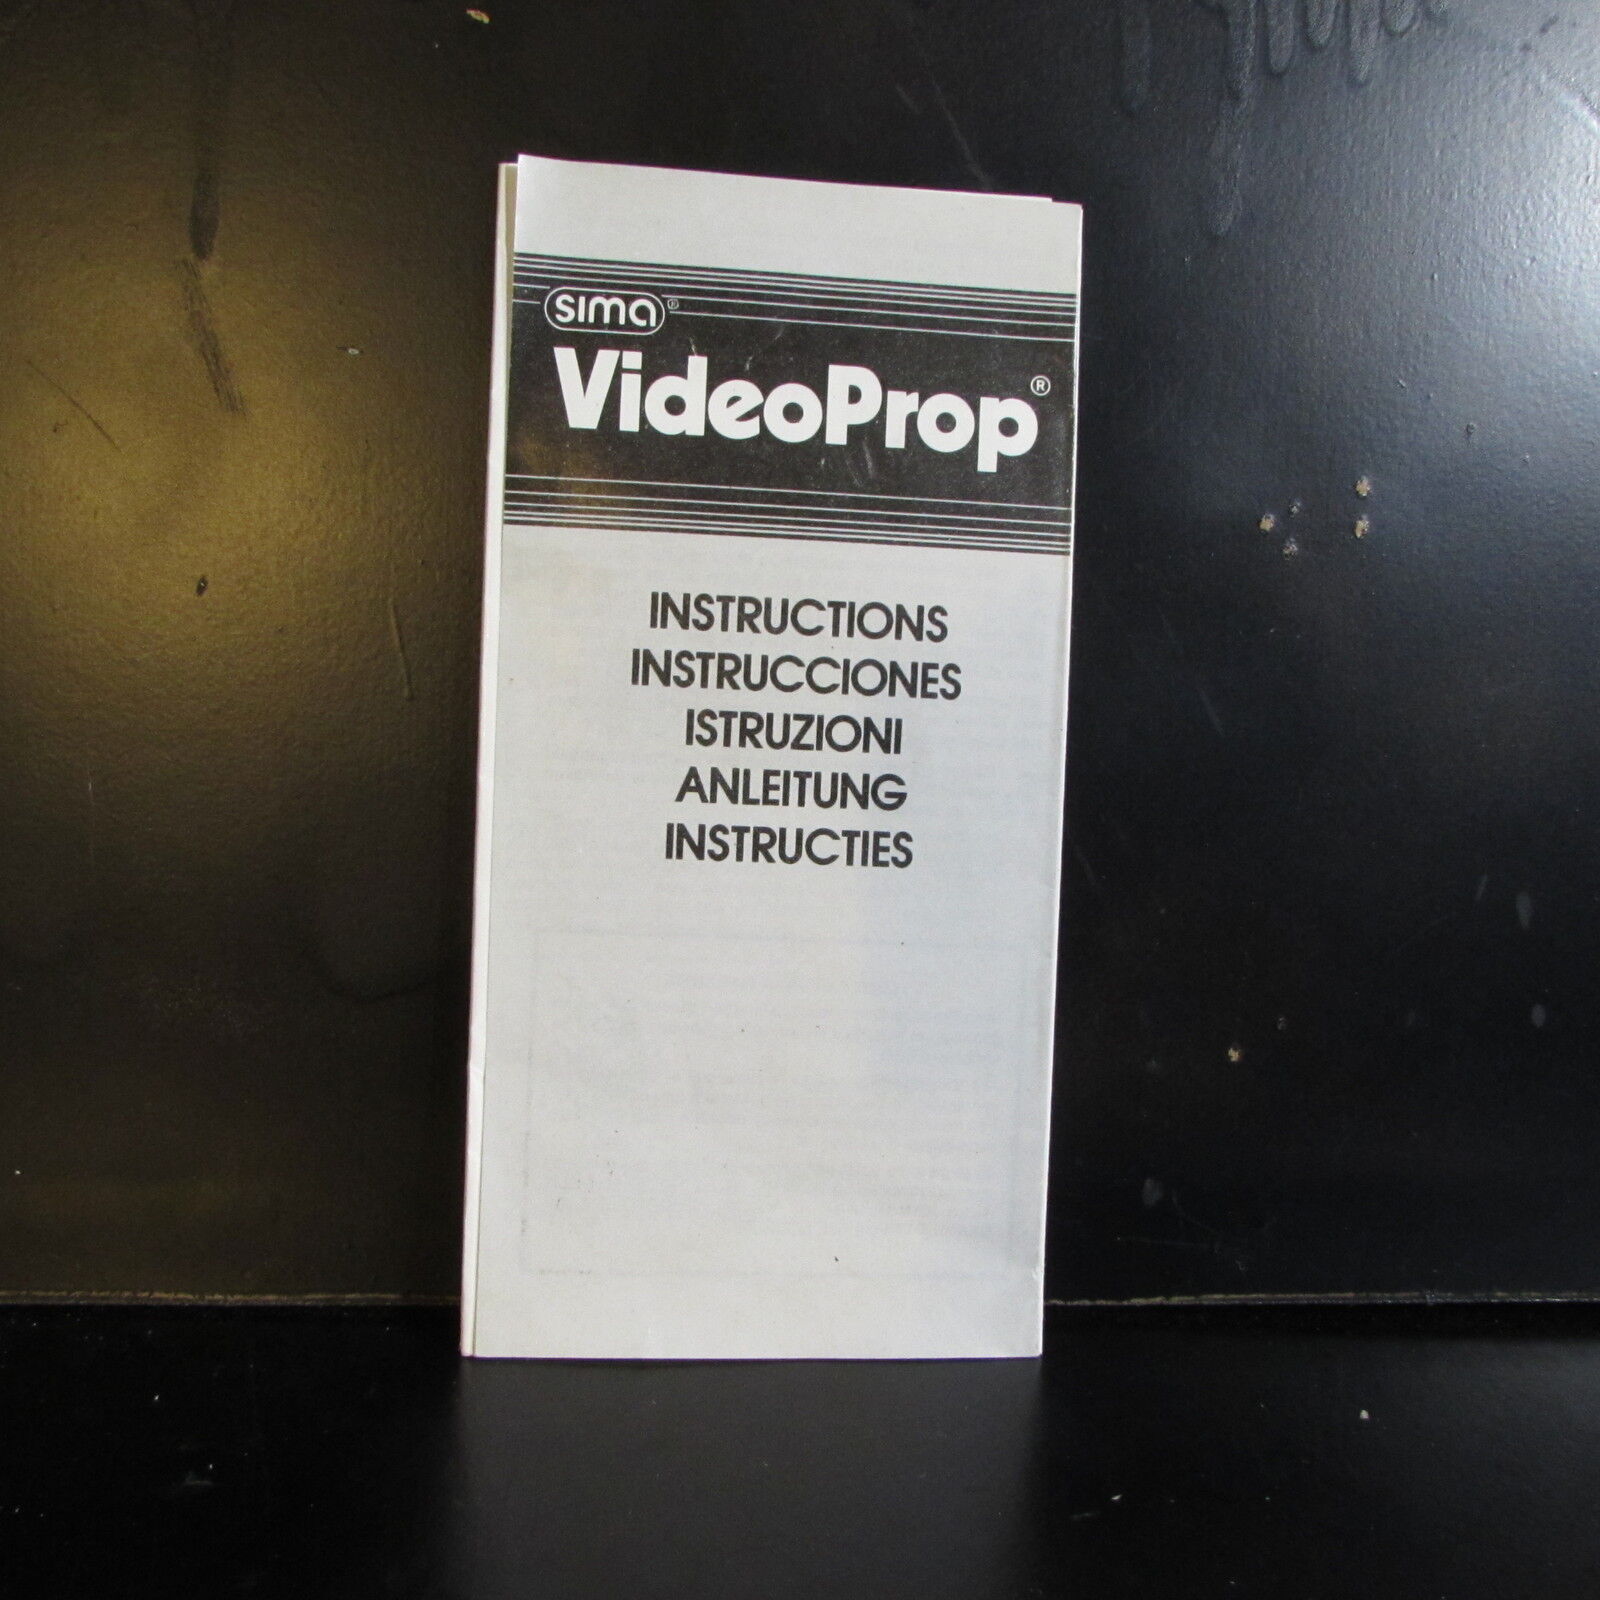 sima®
VideoProp®
INSTRUCTIONS
INSTRUCCIONES
ISTRUZIONI
ANLEITUNG
INSTRUCTIES